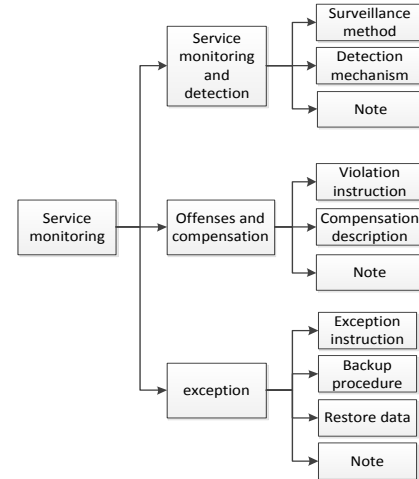 Service
monitoring
Service
monitoring
and
detection
Surveillance
method
Detection
mechanism
Note
Offenses and
compensation
Violation
instruction
Compensation
description
Note
exception
Exception
instruction
Backup
procedure
Restore data
Note